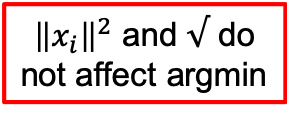 ‖xᵢ‖² and √ do
not affect argmin